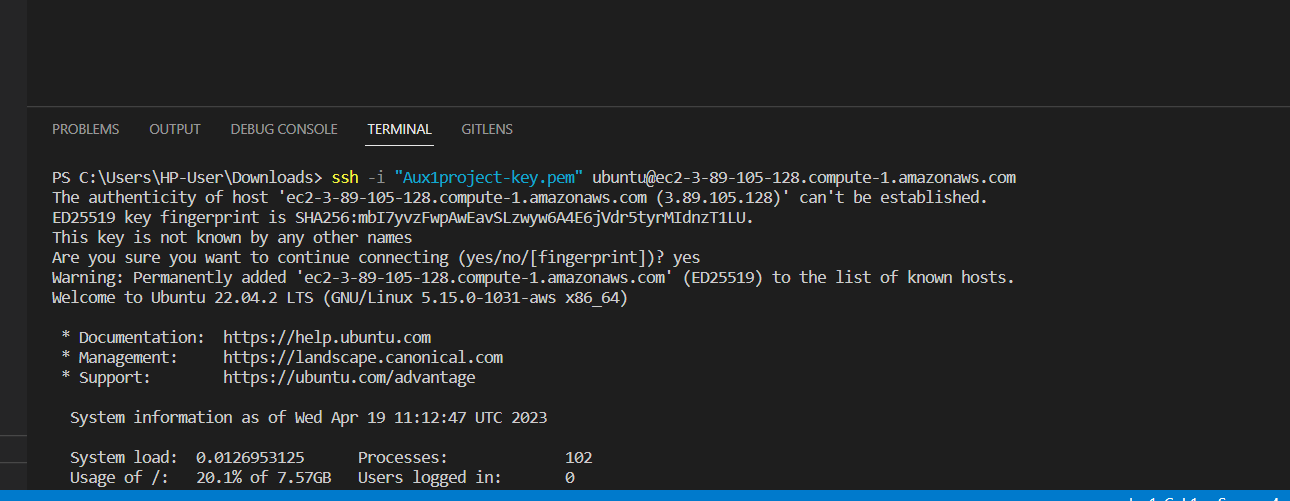 PROBLEMS OUTPUT DEBUG CONSOLE TERMINAL GITLENS
PS C:\Users\HP-User\Downloads> ssh -i "Aux1project-key.pem" ubuntu@ec2-3-89-105-128.compute-1.amazonaws.com
The authenticity of host 'ec2-3-89-105-128.compute-1.amazonaws.com (3.89.105.128)' can't be established.
ED25519 key fingerprint is SHA256:mbI7yvzFwpAwEavSLzwyw6A4E6jVdr5tyrMIdnzT1LU.
This key is not known by any other names
Are you sure you want to continue connecting (yes/no/[fingerprint])? yes
Warning: Permanently added 'ec2-3-89-105-128.compute-1.amazonaws.com' (ED25519) to the list of known hosts.
Welcome to Ubuntu 22.04.2 LTS (GNU/Linux 5.15.0-1031-aws x86_64)
* Documentation: https://help.ubuntu.com
* Management: https://landscape.canonical.com
* Support: https://ubuntu.com/advantage
System information as of Wed Apr 19 11:12:47 UTC 2023
System load: 0.0126953125 Processes: 102
Usage of /: 20.1% of 7.57GB Users logged in: 0